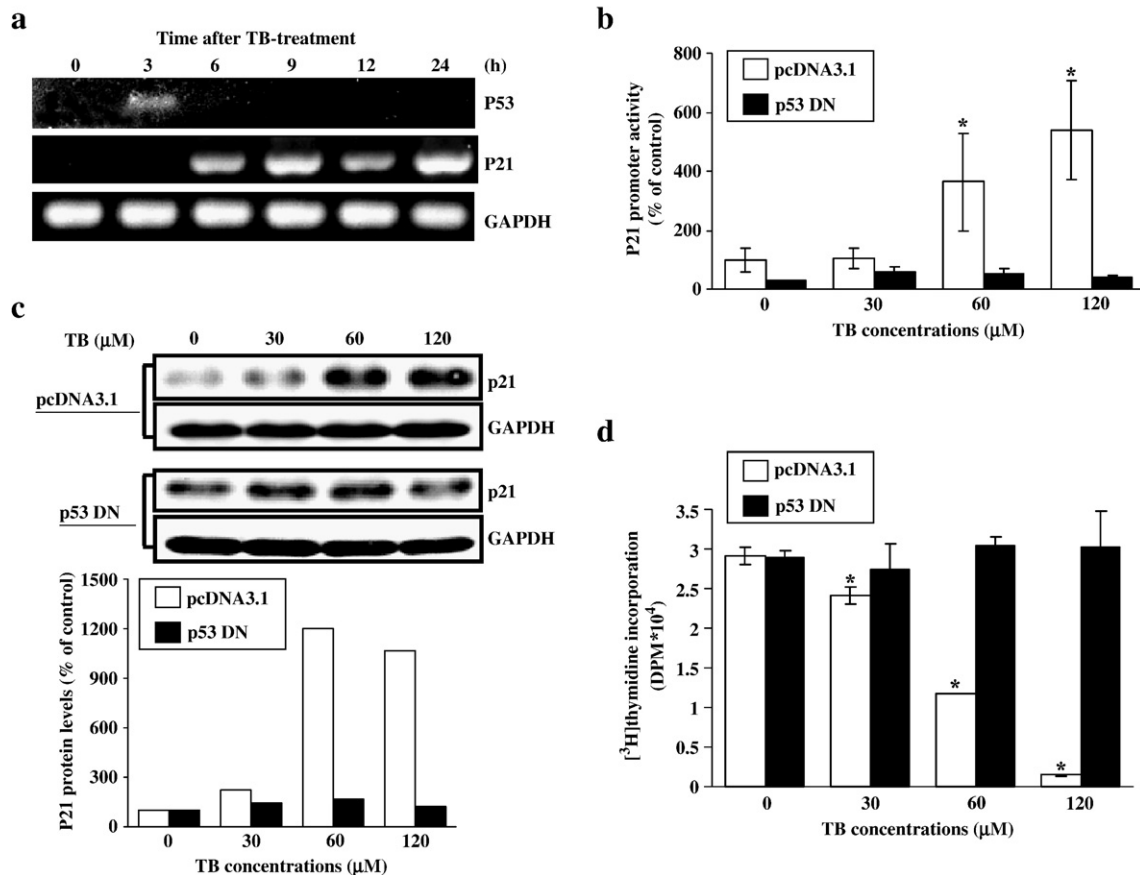 a
Time after TB-treatment
0 3 6 9 12 24 (h)
P53
P21
GAPDH
b
800
600
400
200
0
P21 promoter activity
(% of control)
pcDNA3.1
p53 DN
*
*
0 30 60 120
TB concentrations (µM)
c
TB (µM) 0 30 60 120
pcDNA3.1
p21
GAPDH
p53 DN
p21
GAPDH
1500
1200
900
600
300
0
P21 protein levels (% of control)
pcDNA3.1
p53 DN
0 30 60 120
TB concentrations (µM)
d
pcDNA3.1
p53 DN
3.5
3
2.5
2
1.5
1
0.5
0
[³H]thymidine incorporation
(DPM*10⁴)
*
*
*
0 30 60 120
TB concentrations (µM)